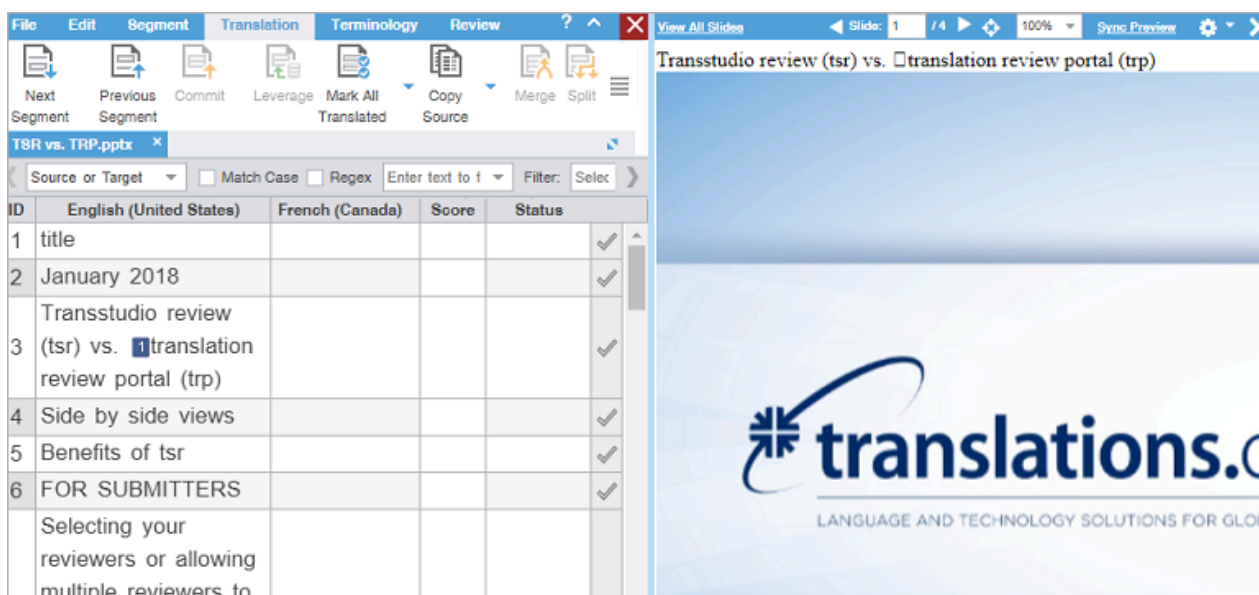 File Edit Segment Translation Terminology Review ?
Next Segment
Previous Segment
Commit
Leverage
Mark All Translated
Copy Source
Merge
Split
TSR vs. TRP.pptx ×
Source or Target Match Case Regex Enter text to f Filter: Selec
ID English (United States) French (Canada) Score Status
1 title
2 January 2018
3 Transstudio review
(tsr) vs. 1translation
review portal (trp)
4 Side by side views
5 Benefits of tsr
6 FOR SUBMITTERS
Selecting your
reviewers or allowing
multiple reviewers to
View All Slides Slide: 1 / 4 100% Sync Preview
Transstudio review (tsr) vs. □translation review portal (trp)
translations.c
LANGUAGE AND TECHNOLOGY SOLUTIONS FOR GLO